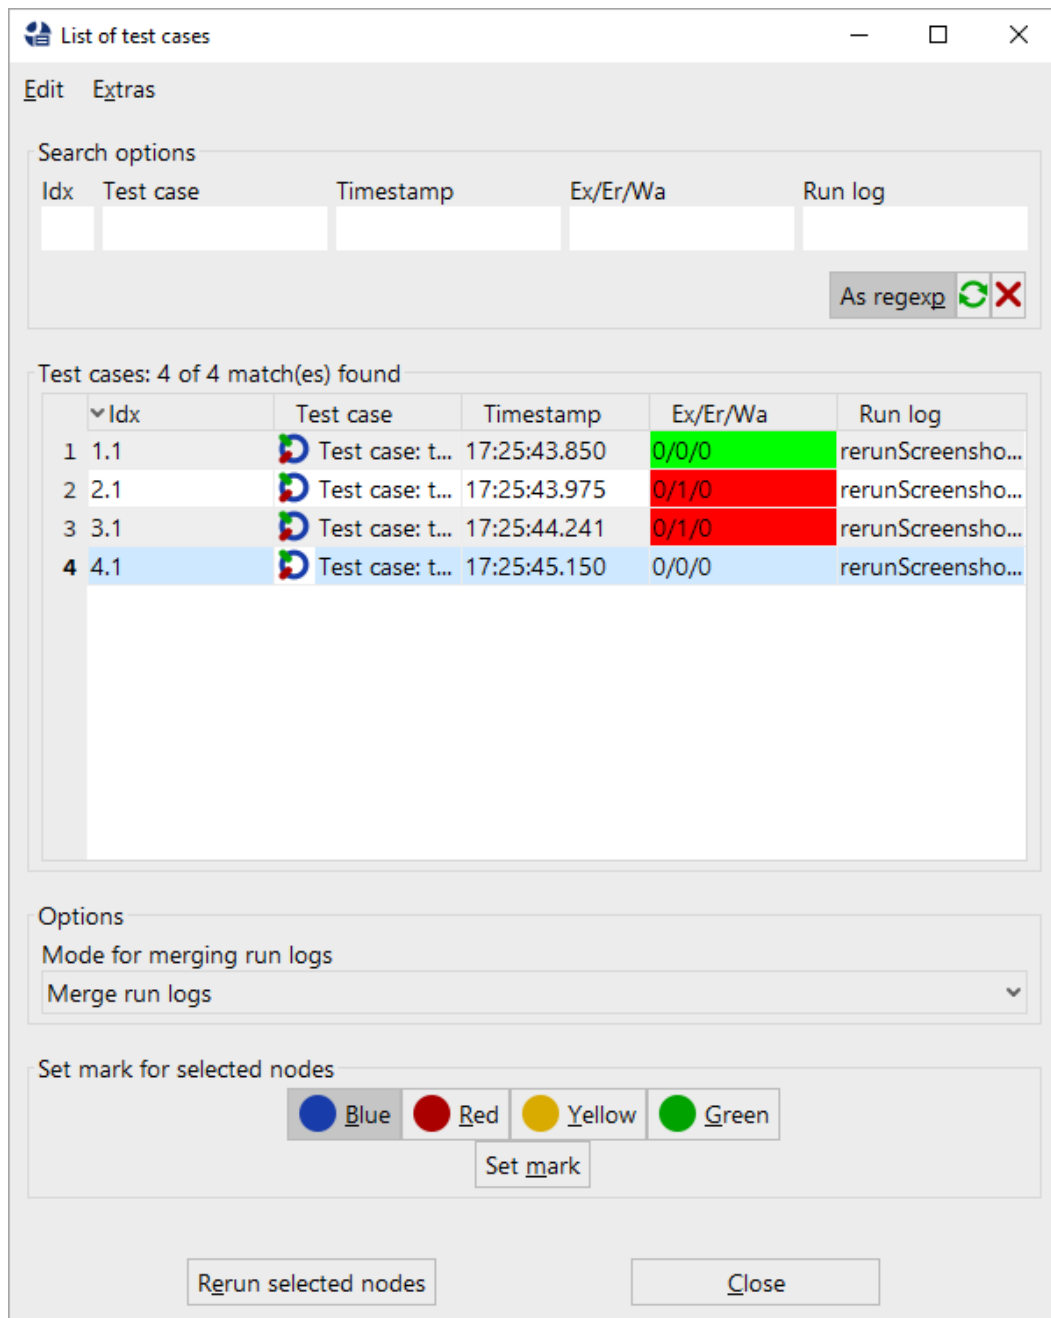 List of test cases
Edit Extras
Search options
Idx Test case Timestamp Ex/Er/Wa Run log
As regexp
Test cases: 4 of 4 match(es) found
Idx Test case Timestamp Ex/Er/Wa Run log
1 1.1 Test case: t... 17:25:43.850 0/0/0 rerunScreensho...
2 2.1 Test case: t... 17:25:43.975 0/1/0 rerunScreensho...
3 3.1 Test case: t... 17:25:44.241 0/1/0 rerunScreensho...
4 4.1 Test case: t... 17:25:45.150 0/0/0 rerunScreensho...
Options
Mode for merging run logs
Merge run logs
Set mark for selected nodes
Blue Red Yellow Green
Set mark
Rerun selected nodes Close